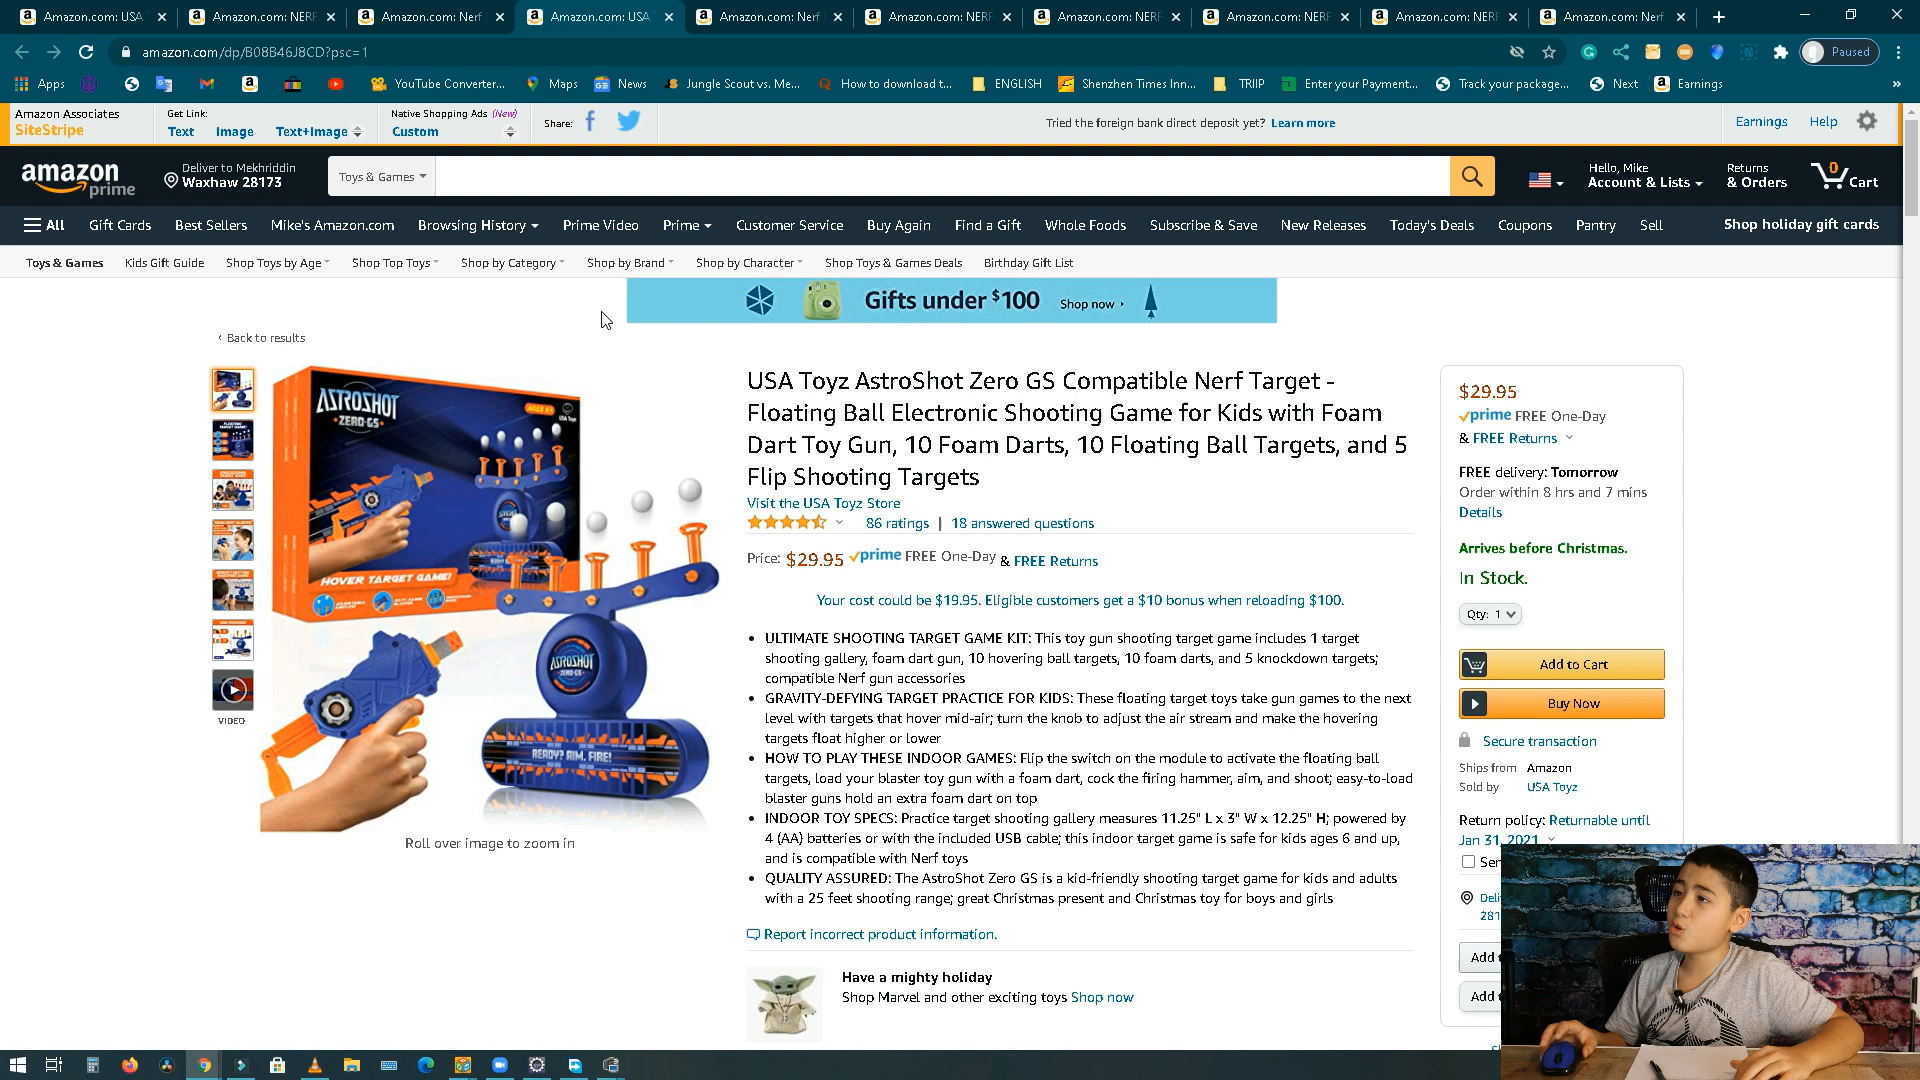 Amazon.com: USA
Amazon.com: NERF
Amazon.com: Nerf
Amazon.com: USA
Amazon.com: Nerf
Amazon.com: NERF
Amazon.com: NERF
Amazon.com: NERF
Amazon.com: NERF
Amazon.com: Nerf
amazon.com/dp/B08B46J8CD?psc=1
Paused
Apps
YouTube Converter...
Maps
News
Jungle Scout vs. Me...
How to download t...
ENGLISH
Shenzhen Times Inn...
TRIIP
Enter your Payment...
Track your package...
Next
Earnings
Amazon Associates
SiteStripe
Get Link:
Text Image Text+Image
Native Shopping Ads (New)
Custom
Share:
Tried the foreign bank direct deposit yet? Learn more
Earnings Help
amazon prime
Deliver to Mekhriddin
Waxhaw 28173
Toys & Games
Hello, Mike
Account & Lists
Returns
& Orders
0
Cart
All Gift Cards Best Sellers Mike's Amazon.com Browsing History Prime Video Prime Customer Service Buy Again Find a Gift Whole Foods Subscribe & Save New Releases Today's Deals Coupons Pantry Sell
Shop holiday gift cards
Toys & Games Kids Gift Guide Shop Toys by Age Shop Top Toys Shop by Category Shop by Brand Shop by Character Shop Toys & Games Deals Birthday Gift List
Gifts under $100 Shop now ›
‹ Back to results
ASTROSHOT
ZERO-GS
HOVER TARGET GAME!
ASTROSHOT
ZERO-GS
READY? AIM. FIRE!
VIDEO
Roll over image to zoom in
USA Toyz AstroShot Zero GS Compatible Nerf Target -
Floating Ball Electronic Shooting Game for Kids with Foam
Dart Toy Gun, 10 Foam Darts, 10 Floating Ball Targets, and 5
Flip Shooting Targets
Visit the USA Toyz Store
86 ratings | 18 answered questions
Price: $29.95 prime FREE One-Day & FREE Returns
Your cost could be $19.95. Eligible customers get a $10 bonus when reloading $100.
• ULTIMATE SHOOTING TARGET GAME KIT: This toy gun shooting target game includes 1 target
shooting gallery, foam dart gun, 10 hovering ball targets, 10 foam darts, and 5 knockdown targets;
compatible Nerf gun accessories
• GRAVITY-DEFYING TARGET PRACTICE FOR KIDS: These floating target toys take gun games to the next
level with targets that hover mid-air; turn the knob to adjust the air stream and make the hovering
targets float higher or lower
• HOW TO PLAY THESE INDOOR GAMES: Flip the switch on the module to activate the floating ball
targets, load your blaster toy gun with a foam dart, cock the firing hammer, aim, and shoot; easy-to-load
blaster guns hold an extra foam dart on top
• INDOOR TOY SPECS: Practice target shooting gallery measures 11.25" L x 3" W x 12.25" H; powered by
4 (AA) batteries or with the included USB cable; this indoor target game is safe for kids ages 6 and up,
and is compatible with Nerf toys
• QUALITY ASSURED: The AstroShot Zero GS is a kid-friendly shooting target game for kids and adults
with a 25 feet shooting range; great Christmas present and Christmas toy for boys and girls
Report incorrect product information.
Have a mighty holiday
Shop Marvel and other exciting toys Shop now
$29.95
prime FREE One-Day
& FREE Returns
FREE delivery: Tomorrow
Order within 8 hrs and 7 mins
Details
Arrives before Christmas.
In Stock.
Qty: 1
Add to Cart
Buy Now
Secure transaction
Ships from Amazon
Sold by USA Toyz
Return policy: Returnable until
Jan 31, 2021
Sen
Deli
281
Add
Add